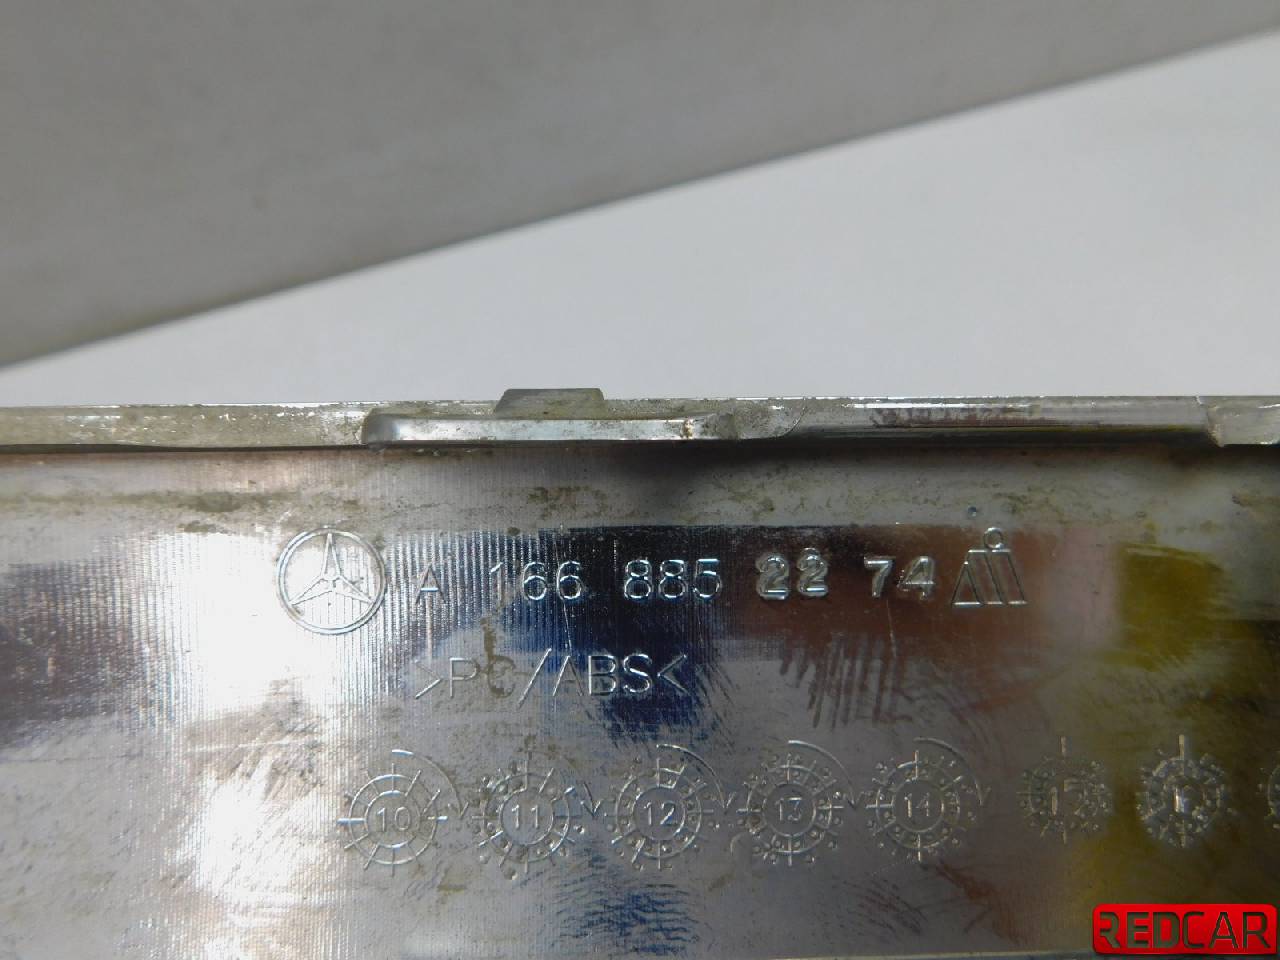 A 166 885 22 74
>PC/ABS<
10 11 12 13 14
REDCAR